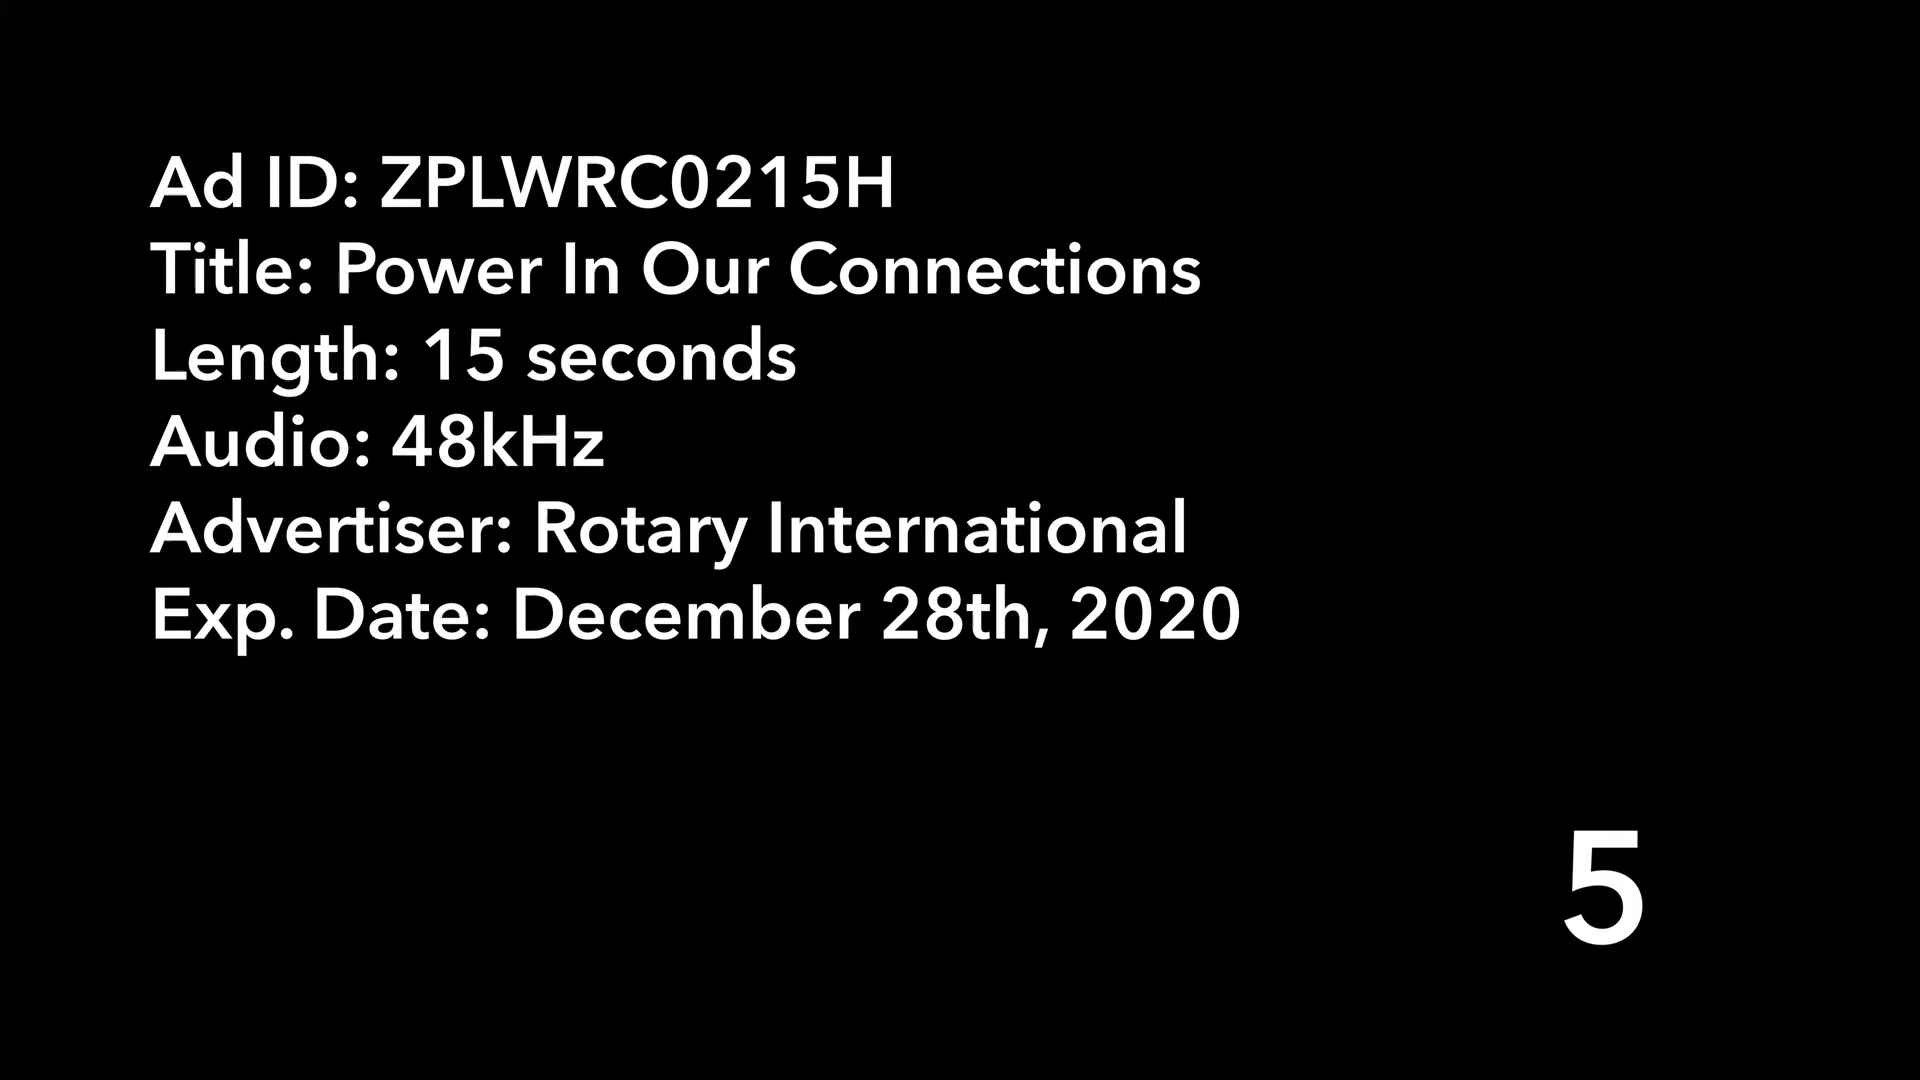 Ad ID: ZPLWRC0215H
Title: Power In Our Connections
Length: 15 seconds
Audio: 48kHz
Advertiser: Rotary International
Exp. Date: December 28th, 2020
5